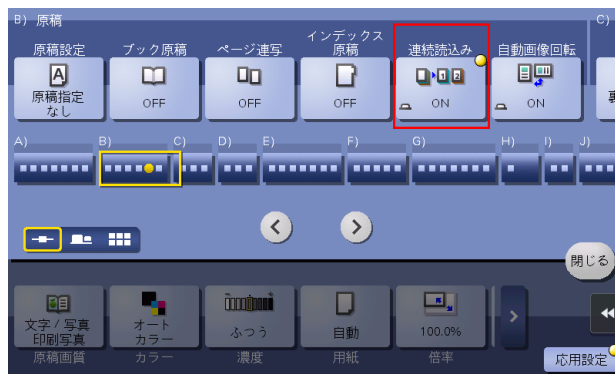 B) 原稿
C)
原稿設定
ブック原稿
ページ連写
インデックス
原稿
連続読込み
自動画像回転
A
原稿指定
なし
OFF
OFF
OFF
1 2
ON
ON
A)
B)
C)
D)
E)
F)
G)
H)
I)
J)
閉じる
文字/写真
印刷写真
オート
カラー
ふつう
自動
100.0%
原稿画質
カラー
濃度
用紙
倍率
応用設定